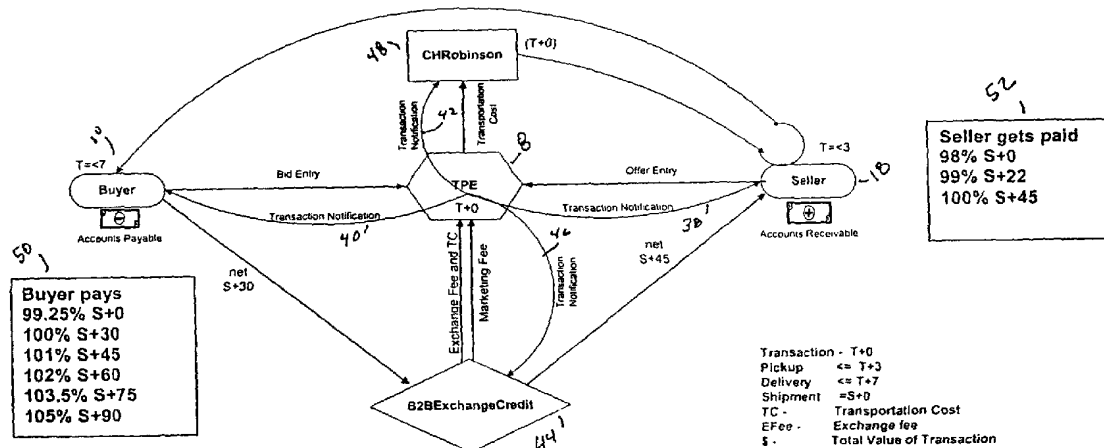 48
CHRobinson
(T+0)
52
Transaction
Notification
42
Transportation
Cost
10
T=<7
8
T=<3
Seller gets paid
98% S+0
99% S+22
100% S+45
Buyer
Bid Entry
TPE
Offer Entry
Seller
18
T+0
Transaction Notification
Transaction Notification
Accounts Payable
40
38
Accounts Receivable
46
50
net
S+30
net
S+45
Exchange Fee and TC
Marketing Fee
Transaction
Notification
Buyer pays
99.25% S+0
100% S+30
101% S+45
102% S+60
103.5% S+75
105% S+90
B2BExchangeCredit
44
Transaction - T+0
Pickup <= T+3
Delivery <= T+7
Shipment =S+0
TC - Transportation Cost
EFee - Exchange fee
$ - Total Value of Transaction